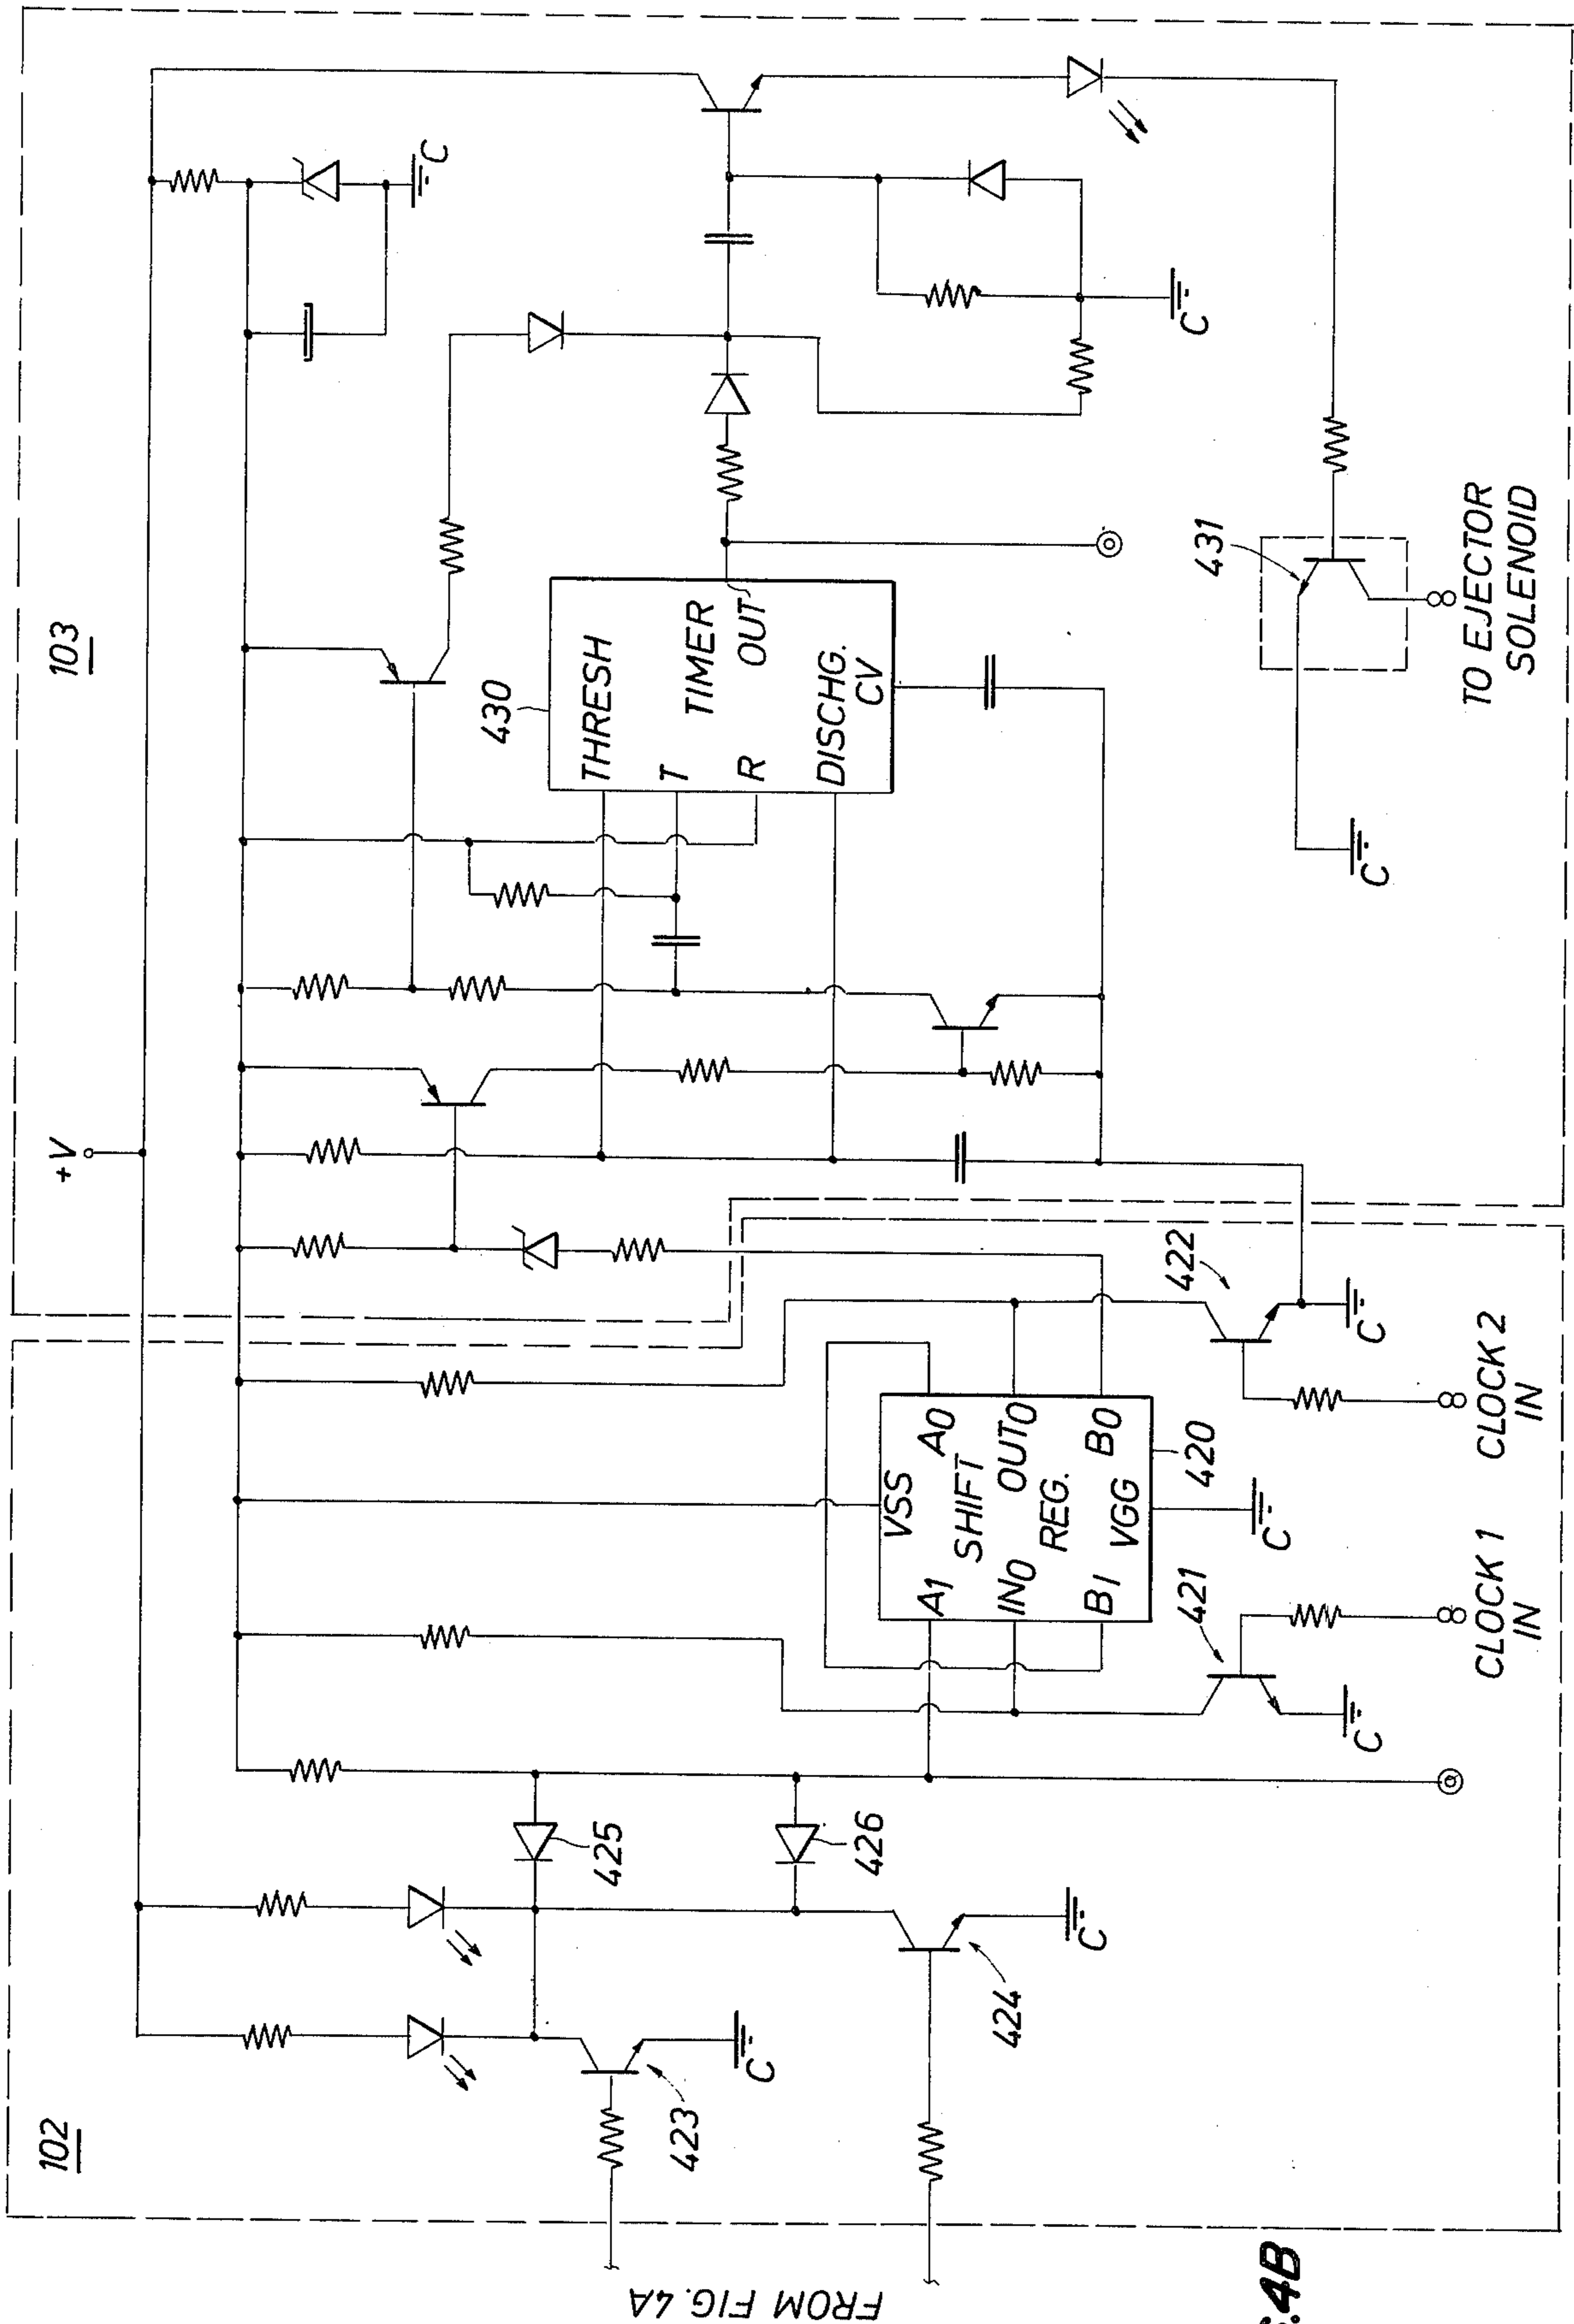 102
103
+V
FROM FIG. 4A
423
424
425
426
VSS
A1
A0
SHIFT
IN0
OUT0
REG.
B1
B0
VGG
420
421
422
CLOCK 1
IN
CLOCK 2
IN
430
THRESH
T
TIMER
R
OUT
DISCHG.
CV
431
TO EJECTOR
SOLENOID
C
C
C
C
C
C
C
C
4B